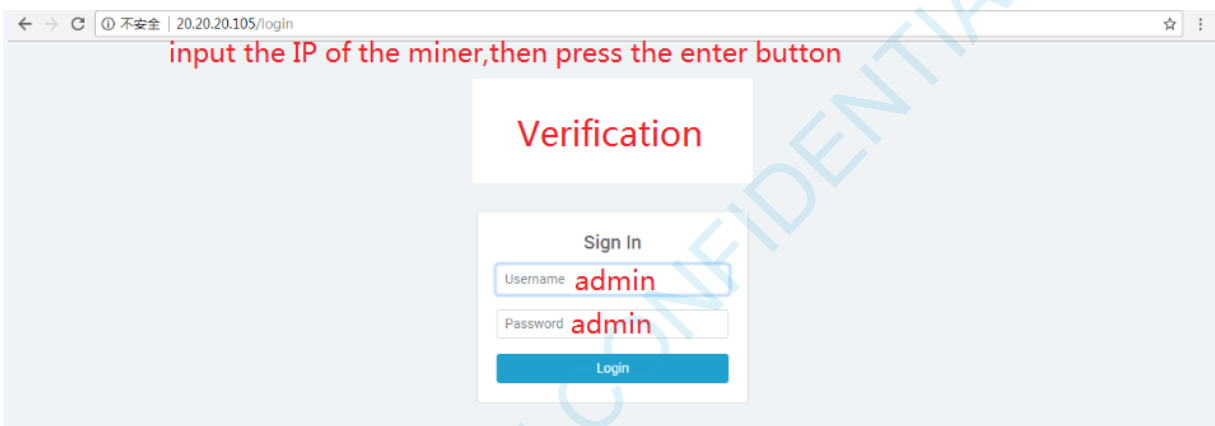 不安全 | 20.20.20.105/login
input the IP of the miner,then press the enter button
Verification
Sign In
Username admin
Password admin
Login
CONFIDENTIA